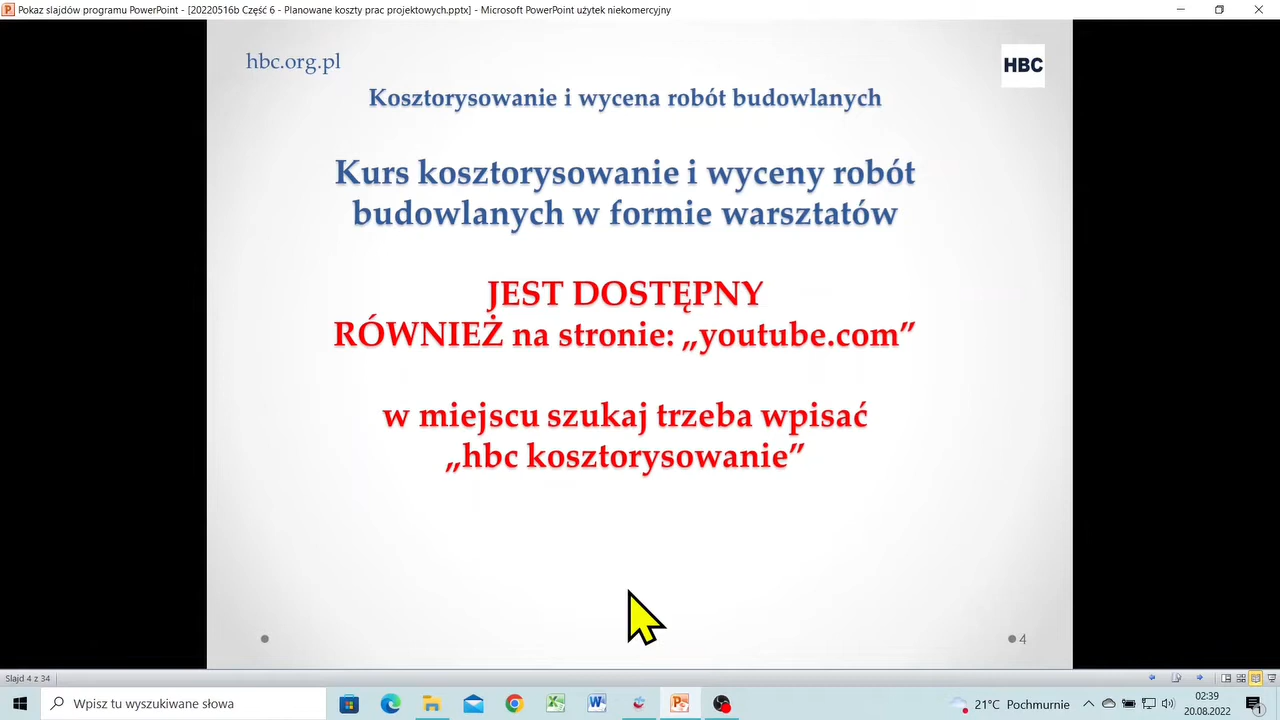 Pokaz slajdów programu PowerPoint - [20220516b Część 6 - Planowane koszty prac projektowych.pptx] - Microsoft PowerPoint użytek niekomercyjny
hbc.org.pl
HBC
Kosztorysowanie i wycena robót budowlanych
Kurs kosztorysowanie i wyceny robót
budowlanych w formie warsztatów
JEST DOSTĘPNY
RÓWNIEŻ na stronie: „youtube.com”
w miejscu szukaj trzeba wpisać
„hbc kosztorysowanie”
4
Slajd 4 z 34
Wpisz tu wyszukiwane słowa
21°C Pochmurnie
02:39
20.08.2022
1